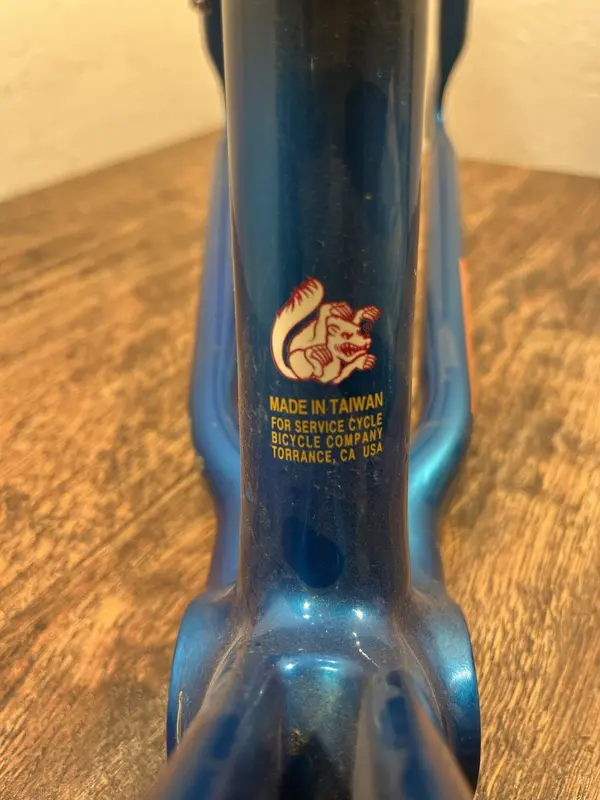 MADE IN TAIWAN
FOR SERVICE CYCLE
BICYCLE COMPANY
TORRANCE, CA USA